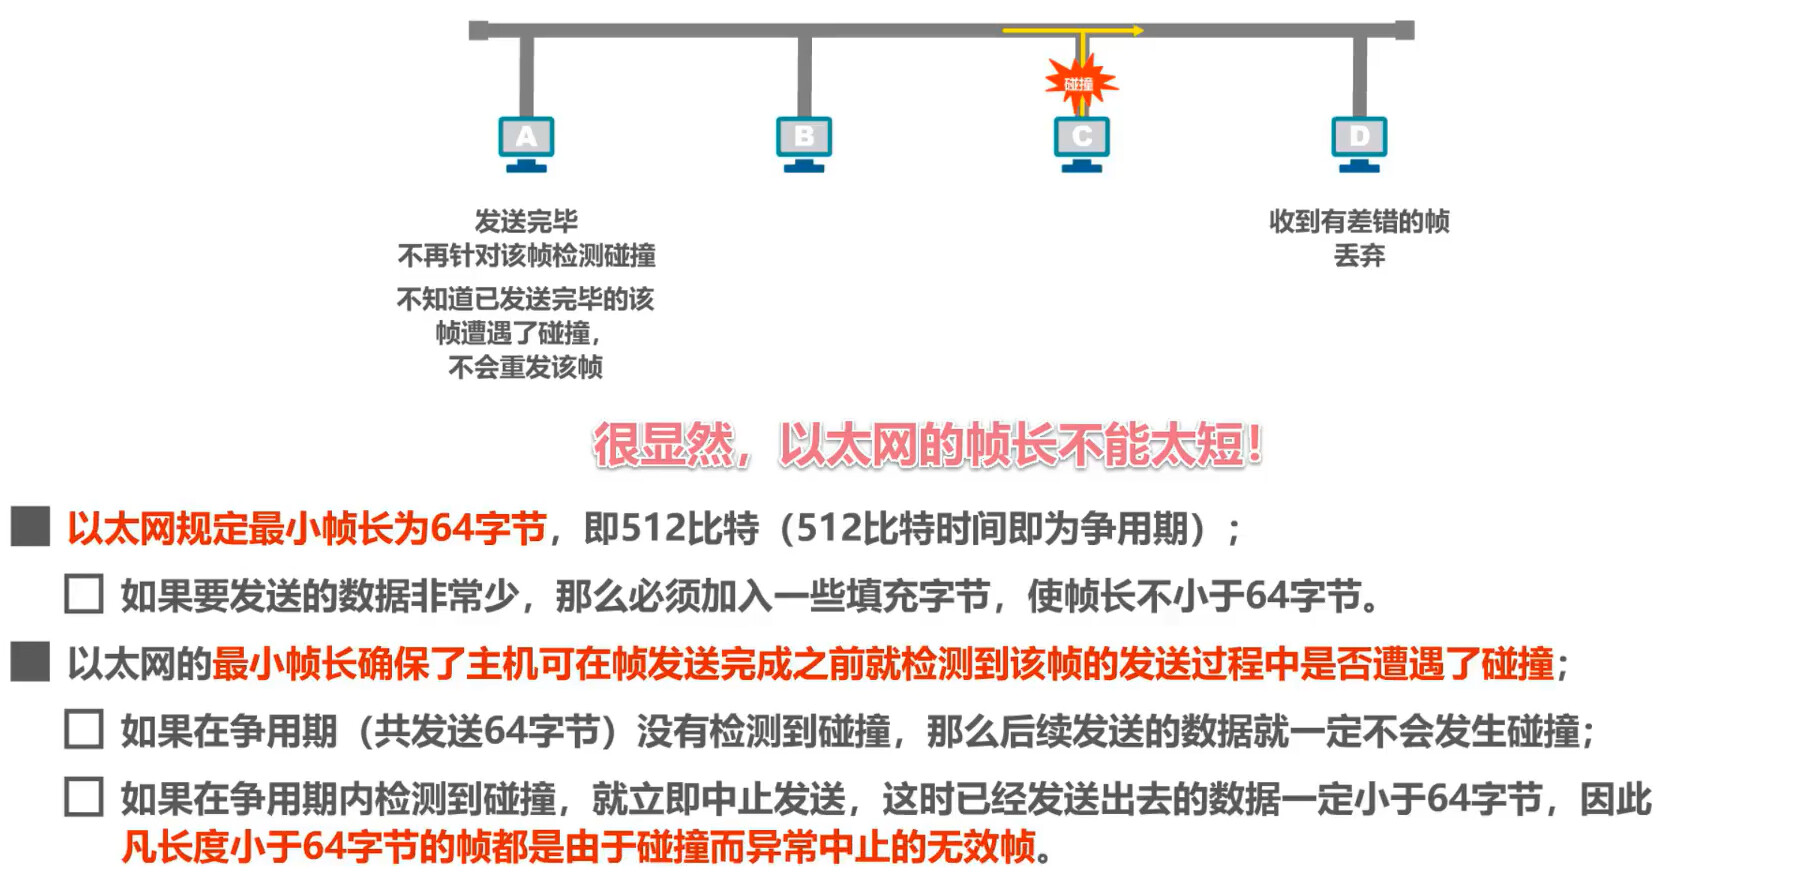 碰撞
A
B
C
D
发送完毕
不再针对该帧检测碰撞
不知道已发送完毕的该
帧遭遇了碰撞，
不会重发该帧
收到有差错的帧
丢弃
很显然，以太网的帧长不能太短！
以太网规定最小帧长为64字节，即512比特（512比特时间即为争用期）；
如果要发送的数据非常少，那么必须加入一些填充字节，使帧长不小于64字节。
以太网的最小帧长确保了主机可在帧发送完成之前就检测到该帧的发送过程中是否遭遇了碰撞；
如果在争用期（共发送64字节）没有检测到碰撞，那么后续发送的数据就一定不会发生碰撞；
如果在争用期内检测到碰撞，就立即中止发送，这时已经发送出去的数据一定小于64字节，因此
凡长度小于64字节的帧都是由于碰撞而异常中止的无效帧。